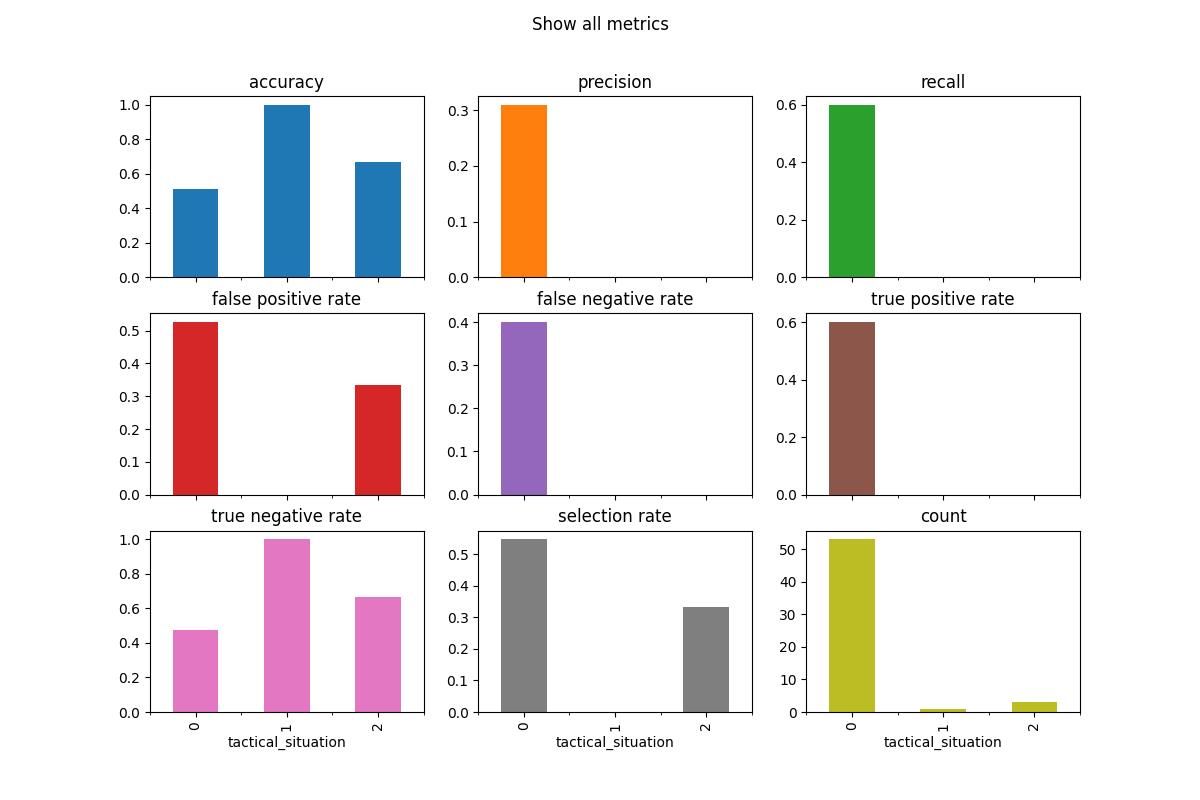 Show all metrics
accuracy
precision
recall
1.0
0.8
0.6
0.4
0.2
0.0
0.3
0.2
0.1
0.0
0.6
0.4
0.2
0.0
false positive rate
false negative rate
true positive rate
0.5
0.4
0.3
0.2
0.1
0.0
0.4
0.3
0.2
0.1
0.0
0.6
0.4
0.2
0.0
true negative rate
selection rate
count
1.0
0.8
0.6
0.4
0.2
0.0
0.5
0.4
0.3
0.2
0.1
0.0
50
40
30
20
10
0
0 1 2
0 1 2
0 1 2
tactical_situation
tactical_situation
tactical_situation